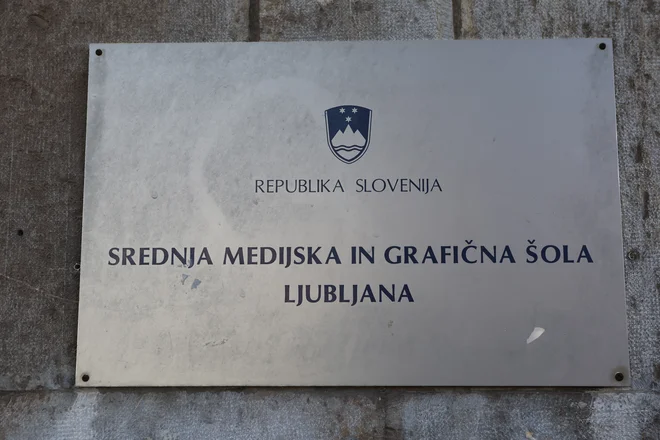 REPUBLIKA SLOVENIJA
SREDNJA MEDIJSKA IN GRAFIČNA ŠOLA
LJUBLJANA